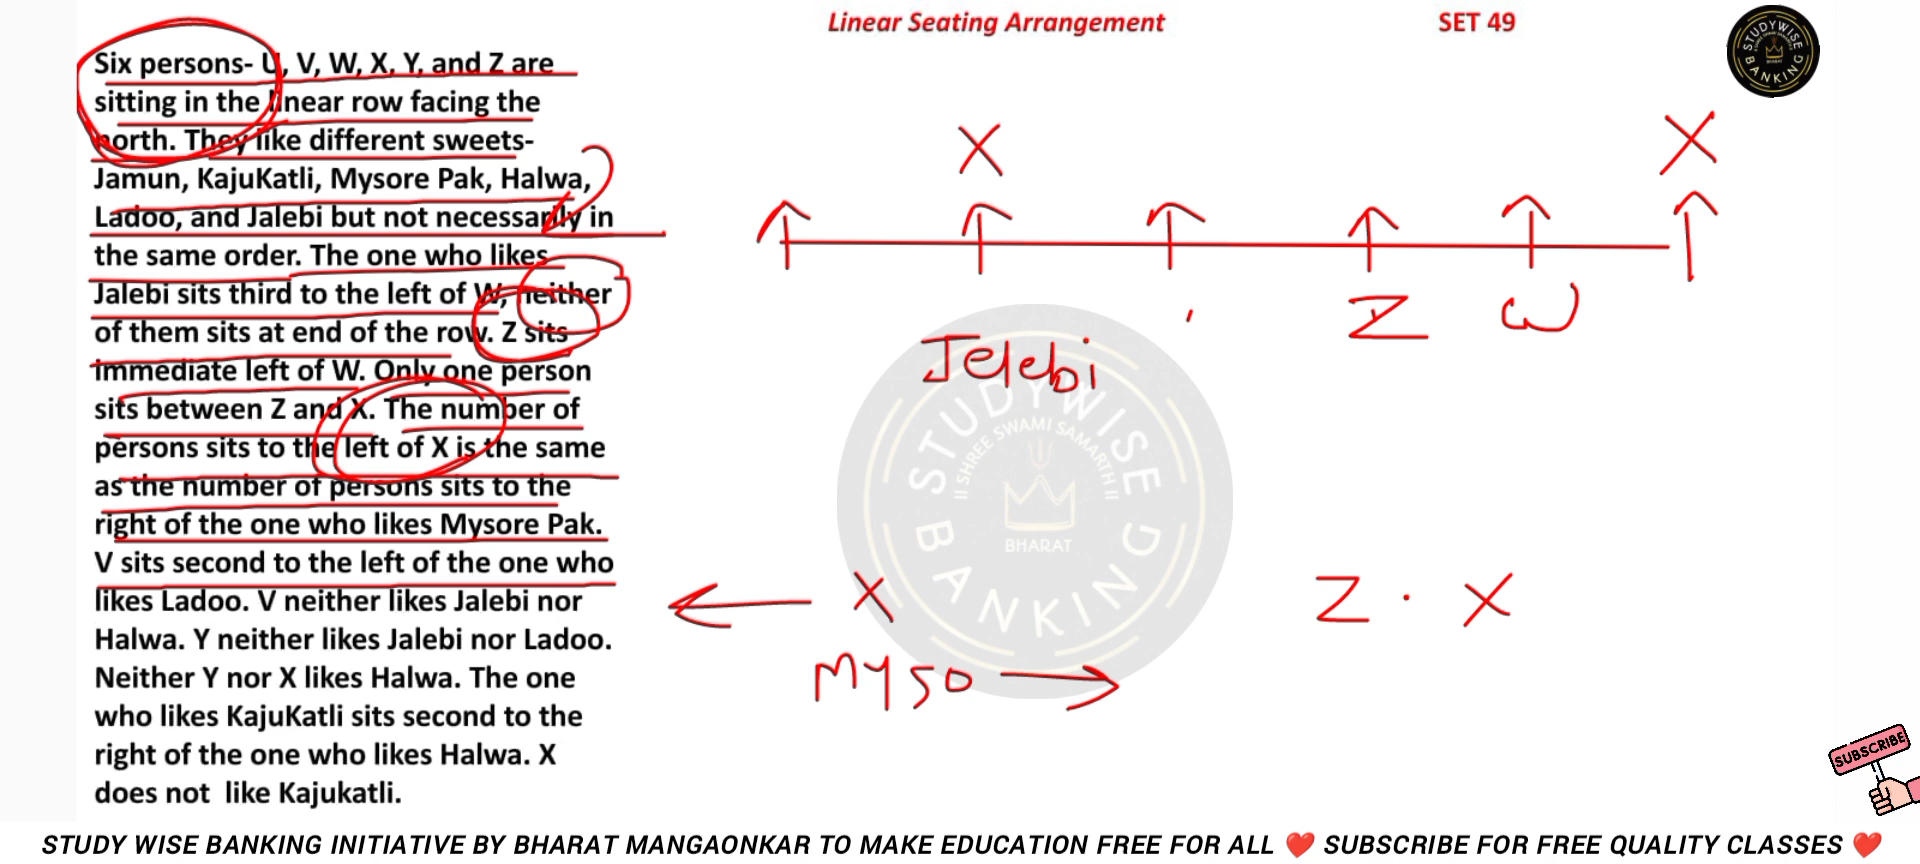 Linear Seating Arrangement
SET 49
Six persons- U, V, W, X, Y, and Z are
sitting in the linear row facing the
north. They like different sweets-
Jamun, KajuKatli, Mysore Pak, Halwa,
Ladoo, and Jalebi but not necessarily in
the same order. The one who likes
Jalebi sits third to the left of W, neither
of them sits at end of the row. Z sits
immediate left of W. Only one person
sits between Z and X. The number of
persons sits to the left of X is the same
as the number of persons sits to the
right of the one who likes Mysore Pak.
V sits second to the left of the one who
likes Ladoo. V neither likes Jalebi nor
Halwa. Y neither likes Jalebi nor Ladoo.
Neither Y nor X likes Halwa. The one
who likes KajuKatli sits second to the
right of the one who likes Halwa. X
does not like Kajukatli.
X X
Z W
Jelebi
X
Myso
Z . X
STUDYWISE
BANKING
STUDYWISE
|| SHREE SWAMI SAMARTH ||
BHARAT
BANKING
SUBSCRIBE
STUDY WISE BANKING INITIATIVE BY BHARAT MANGAONKAR TO MAKE EDUCATION FREE FOR ALL ❤️ SUBSCRIBE FOR FREE QUALITY CLASSES ❤️